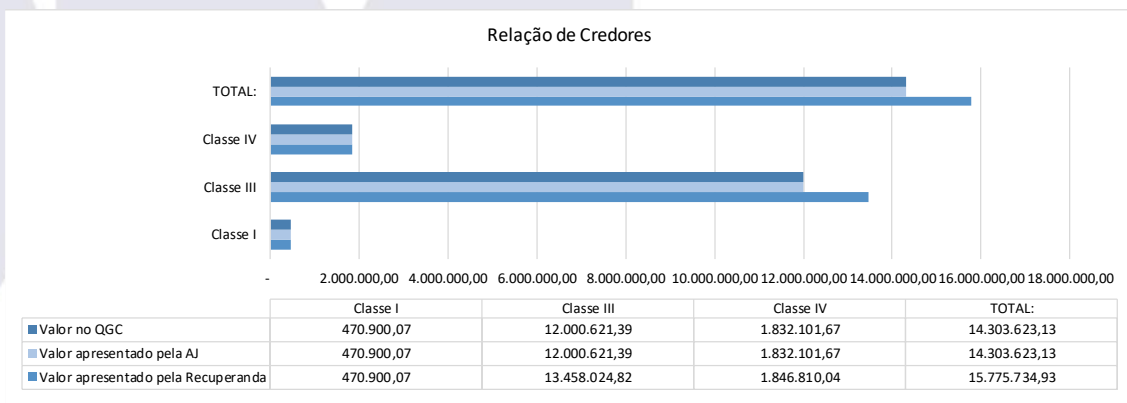 Relação de Credores
TOTAL:
Classe IV
Classe III
Classe I
- 2.000.000,00 4.000.000,00 6.000.000,00 8.000.000,00 10.000.000,00 12.000.000,00 14.000.000,00 16.000.000,00 18.000.000,00
Classe I Classe III Classe IV TOTAL:
Valor no QGC 470.900,07 12.000.621,39 1.832.101,67 14.303.623,13
Valor apresentado pela AJ 470.900,07 12.000.621,39 1.832.101,67 14.303.623,13
Valor apresentado pela Recuperanda 470.900,07 13.458.024,82 1.846.810,04 15.775.734,93